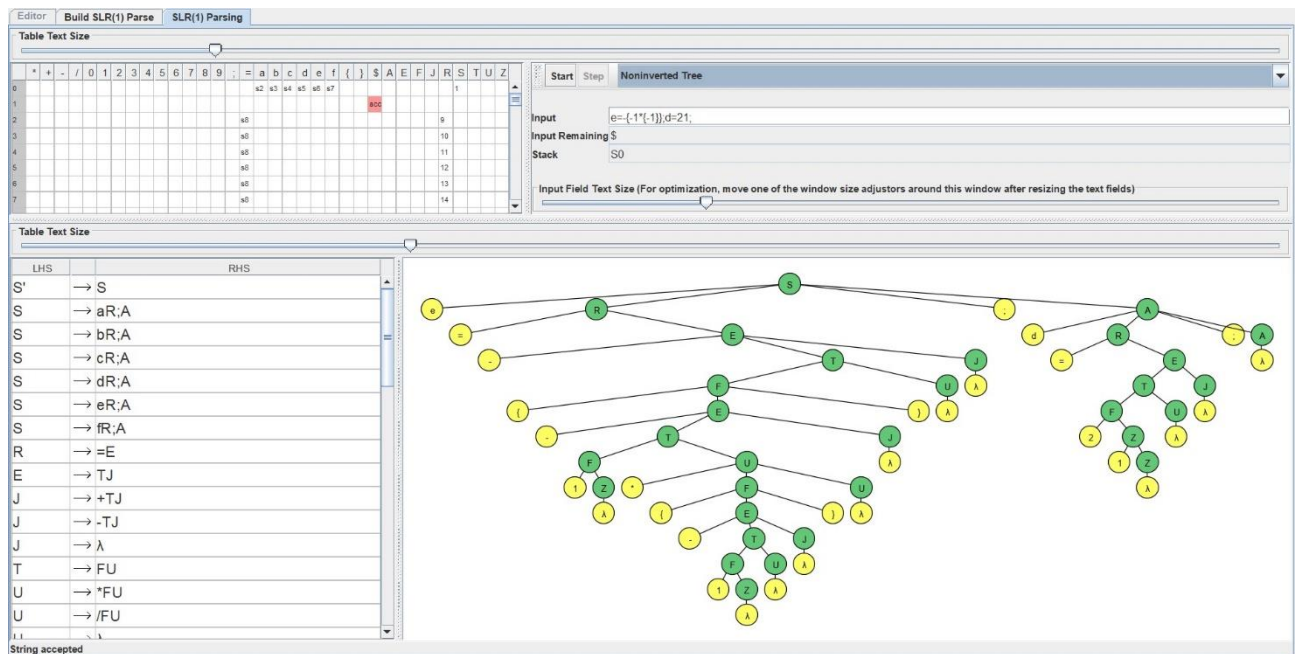 Editor Build SLR(1) Parse SLR(1) Parsing
Table Text Size
* + - / 0 1 2 3 4 5 6 7 8 9 ; = a b c d e f { } $ A E F J R S T U Z
0 s2 s3 s4 s5 s6 s7 1
1 acc
2 s8 9
3 s8 10
4 s8 11
5 s8 12
6 s8 13
7 s8 14
Start Step Noninverted Tree
Input e=-{-1*{-1}};d=21;
Input Remaining $
Stack S0
Input Field Text Size (For optimization, move one of the window size adjustors around this window after resizing the text fields)
Table Text Size
LHS RHS
S' → S
S → aR;A
S → bR;A
S → cR;A
S → dR;A
S → eR;A
S → fR;A
R → =E
E → TJ
J → +TJ
J → -TJ
J → λ
T → FU
U → *FU
U → /FU
U → λ
S
e R ; d A
= E = R E ; A
- T J T J λ
F U λ F U λ
{ E } λ 2 Z λ
- T J 1 Z
F U λ λ
1 Z * F U
λ { E } λ
- T J
F U λ
1 Z λ
λ
String accepted